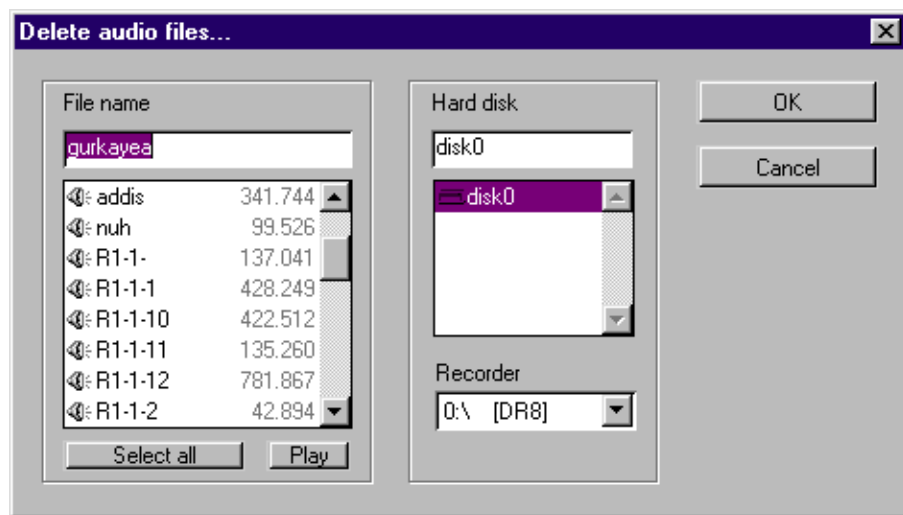 Delete audio files...
File name
gurkayea
addis 341.744
nuh 99.526
R1-1- 137.041
R1-1-1 428.249
R1-1-10 422.512
R1-1-11 135.260
R1-1-12 781.867
R1-1-2 42.894
Select all Play
Hard disk
disk0
disk0
Recorder
0:\ [DR8]
OK
Cancel